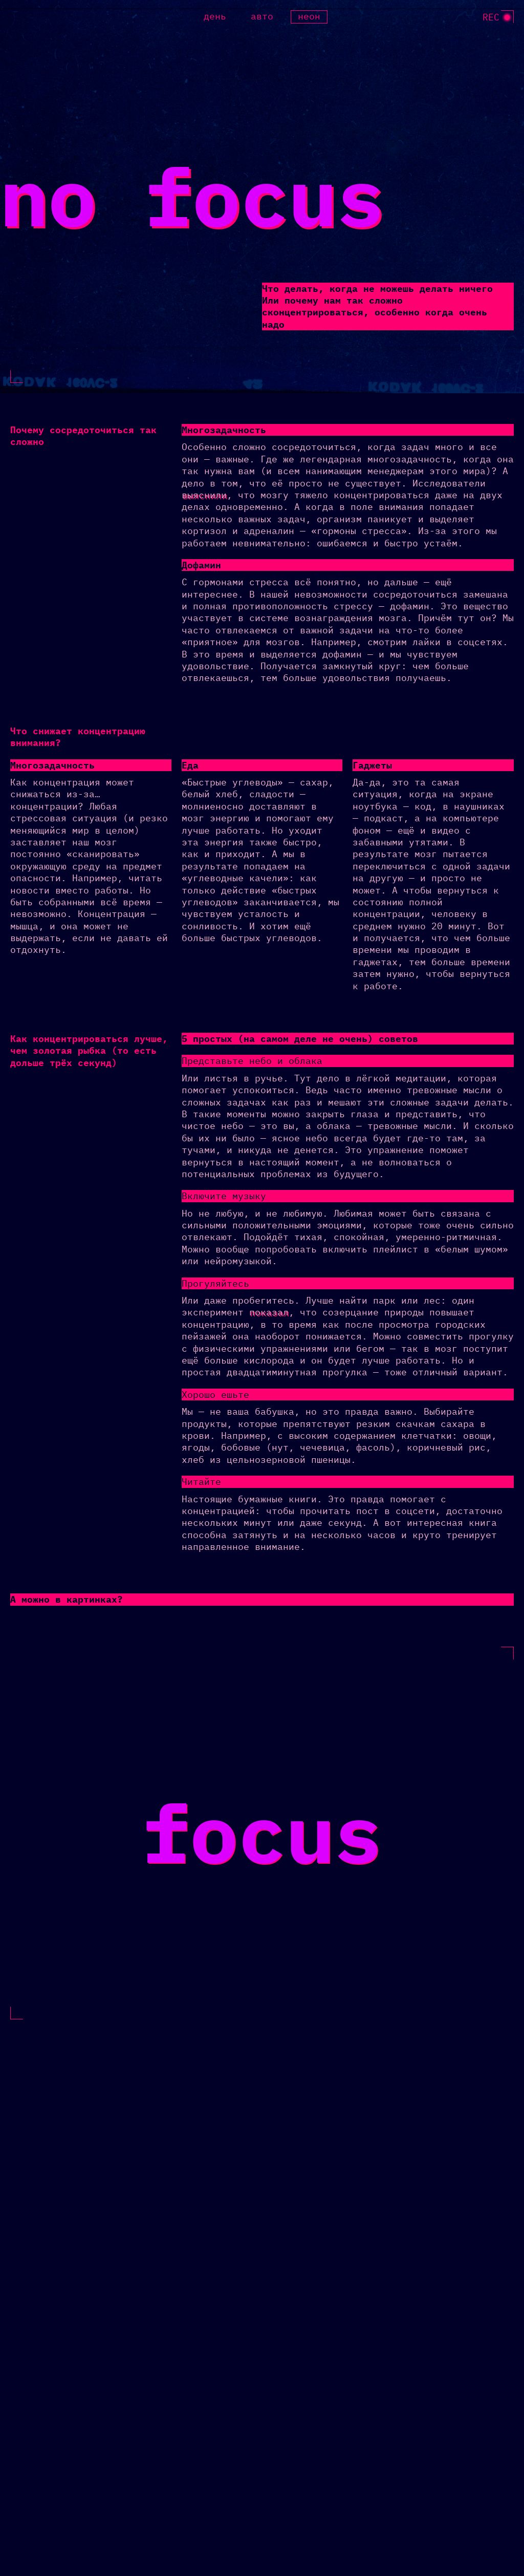 день авто неон REC
no focus
Что делать, когда не можешь делать ничего
Или почему нам так сложно
сконцентрироваться, особенно когда очень
надо
KODAK 160VC-2 42 KODAK 160VC-2
Почему сосредоточиться так
сложно
Многозадачность
Особенно сложно сосредоточиться, когда задач много и все
они — важные. Где же легендарная многозадачность, когда она
так нужна вам (и всем нанимающим менеджерам этого мира)? А
дело в том, что её просто не существует. Исследователи
выяснили, что мозгу тяжело концентрироваться даже на двух
делах одновременно. А когда в поле внимания попадает
несколько важных задач, организм паникует и выделяет
кортизол и адреналин — «гормоны стресса». Из-за этого мы
работаем невнимательно: ошибаемся и быстро устаём.
Дофамин
С гормонами стресса всё понятно, но дальше — ещё
интереснее. В нашей невозможности сосредоточиться замешана
и полная противоположность стрессу — дофамин. Это вещество
участвует в системе вознаграждения мозга. Причём тут он? Мы
часто отвлекаемся от важной задачи на что-то более
«приятное» для мозгов. Например, смотрим лайки в соцсетях.
В это время и выделяется дофамин — и мы чувствуем
удовольствие. Получается замкнутый круг: чем больше
отвлекаешься, тем больше удовольствия получаешь.
Что снижает концентрацию
внимания?
Многозадачность
Как концентрация может
снижаться из-за…
концентрации? Любая
стрессовая ситуация (и резко
меняющийся мир в целом)
заставляет наш мозг
постоянно «сканировать»
окружающую среду на предмет
опасности. Например, читать
новости вместо работы. Но
быть собранными всё время —
невозможно. Концентрация —
мышца, и она может не
выдержать, если не давать ей
отдохнуть.
Еда
«Быстрые углеводы» — сахар,
белый хлеб, сладости —
молниеносно доставляют в
мозг энергию и помогают ему
лучше работать. Но уходит
эта энергия также быстро,
как и приходит. А мы в
результате попадаем на
«углеводные качели»: как
только действие «быстрых
углеводов» заканчивается, мы
чувствуем усталость и
сонливость. И хотим ещё
больше быстрых углеводов.
Гаджеты
Да-да, это та самая
ситуация, когда на экране
ноутбука — код, в наушниках
— подкаст, а на компьютере
фоном — ещё и видео с
забавными утятами. В
результате мозг пытается
переключиться с одной задачи
на другую — и просто не
может. А чтобы вернуться к
состоянию полной
концентрации, человеку в
среднем нужно 20 минут. Вот
и получается, что чем больше
времени мы проводим в
гаджетах, тем больше времени
затем нужно, чтобы вернуться
к работе.
Как концентрироваться лучше,
чем золотая рыбка (то есть
дольше трёх секунд)
5 простых (на самом деле не очень) советов
Представьте небо и облака
Или листья в ручье. Тут дело в лёгкой медитации, которая
помогает успокоиться. Ведь часто именно тревожные мысли о
сложных задачах как раз и мешают эти сложные задачи делать.
В такие моменты можно закрыть глаза и представить, что
чистое небо — это вы, а облака — тревожные мысли. И сколько
бы их ни было — ясное небо всегда будет где-то там, за
тучами, и никуда не денется. Это упражнение поможет
вернуться в настоящий момент, а не волноваться о
потенциальных проблемах из будущего.
Включите музыку
Но не любую, и не любимую. Любимая может быть связана с
сильными положительными эмоциями, которые тоже очень сильно
отвлекают. Подойдёт тихая, спокойная, умеренно-ритмичная.
Можно вообще попробовать включить плейлист в «белым шумом»
или нейромузыкой.
Прогуляйтесь
Или даже пробегитесь. Лучше найти парк или лес: один
эксперимент показал, что созерцание природы повышает
концентрацию, в то время как после просмотра городских
пейзажей она наоборот понижается. Можно совместить прогулку
с физическими упражнениями или бегом — так в мозг поступит
ещё больше кислорода и он будет лучше работать. Но и
простая двадцатиминутная прогулка — тоже отличный вариант.
Хорошо ешьте
Мы — не ваша бабушка, но это правда важно. Выбирайте
продукты, которые препятствуют резким скачкам сахара в
крови. Например, с высоким содержанием клетчатки: овощи,
ягоды, бобовые (нут, чечевица, фасоль), коричневый рис,
хлеб из цельнозерновой пшеницы.
Читайте
Настоящие бумажные книги. Это правда помогает с
концентрацией: чтобы прочитать пост в соцсети, достаточно
нескольких минут или даже секунд. А вот интересная книга
способна затянуть и на несколько часов и круто тренирует
направленное внимание.
А можно в картинках?
focus